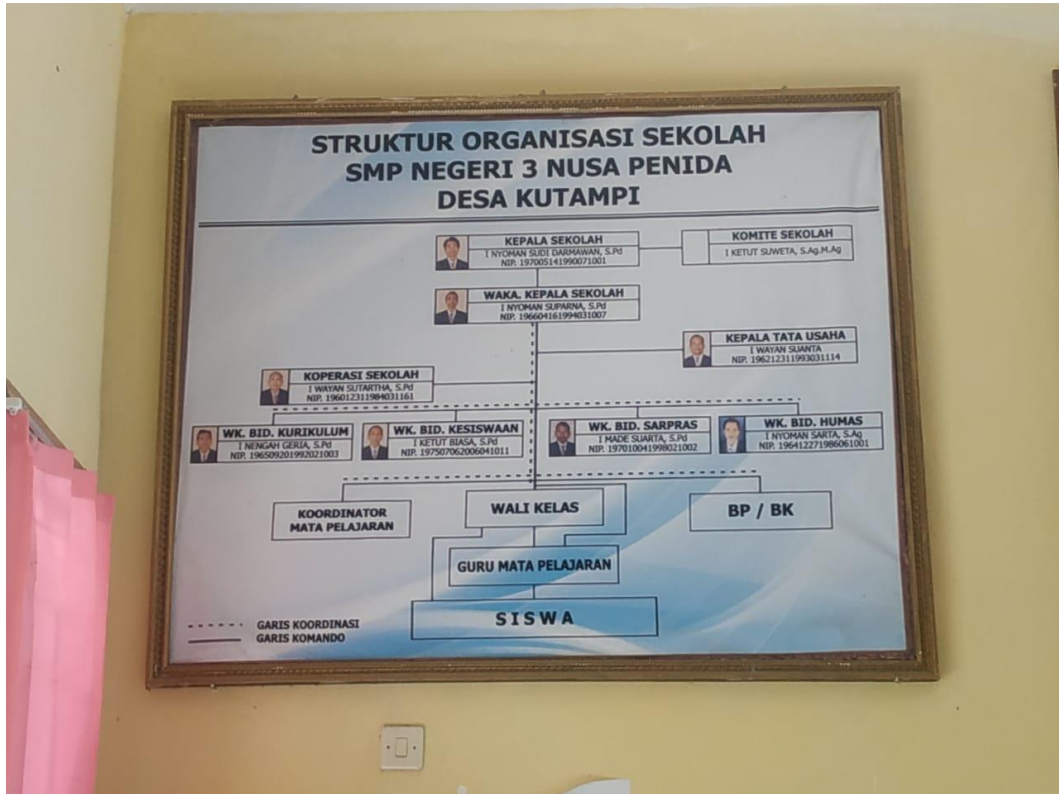 STRUKTUR ORGANISASI SEKOLAH
SMP NEGERI 3 NUSA PENIDA
DESA KUTAMPI
KEPALA SEKOLAH
I NYOMAN SUDI DARMAWAN, S.Pd
NIP. 197005141990071001
KOMITE SEKOLAH
I KETUT SUWETA, S.Ag.M.Ag
WAKA. KEPALA SEKOLAH
I NYOMAN SUPARNA, S.Pd
NIP. 196604161994031007
KEPALA TATA USAHA
I WAYAN SUANTA
NIP. 196212311993031114
KOPERASI SEKOLAH
I WAYAN SUTARTHA, S.Pd
NIP. 196012311984031161
WK. BID. KURIKULUM
I NENGAH GERIA, S.Pd
NIP. 196509201992021003
WK. BID. KESISWAAN
I KETUT BIASA, S.Pd
NIP. 197507062006041011
WK. BID. SARPRAS
I MADE SUARTA, S.Pd
NIP. 197010041998021002
WK. BID. HUMAS
I NYOMAN SARTA, S.Ag
NIP. 196412271986061001
KOORDINATOR
MATA PELAJARAN
WALI KELAS
BP / BK
GURU MATA PELAJARAN
SISWA
GARIS KOORDINASI
GARIS KOMANDO